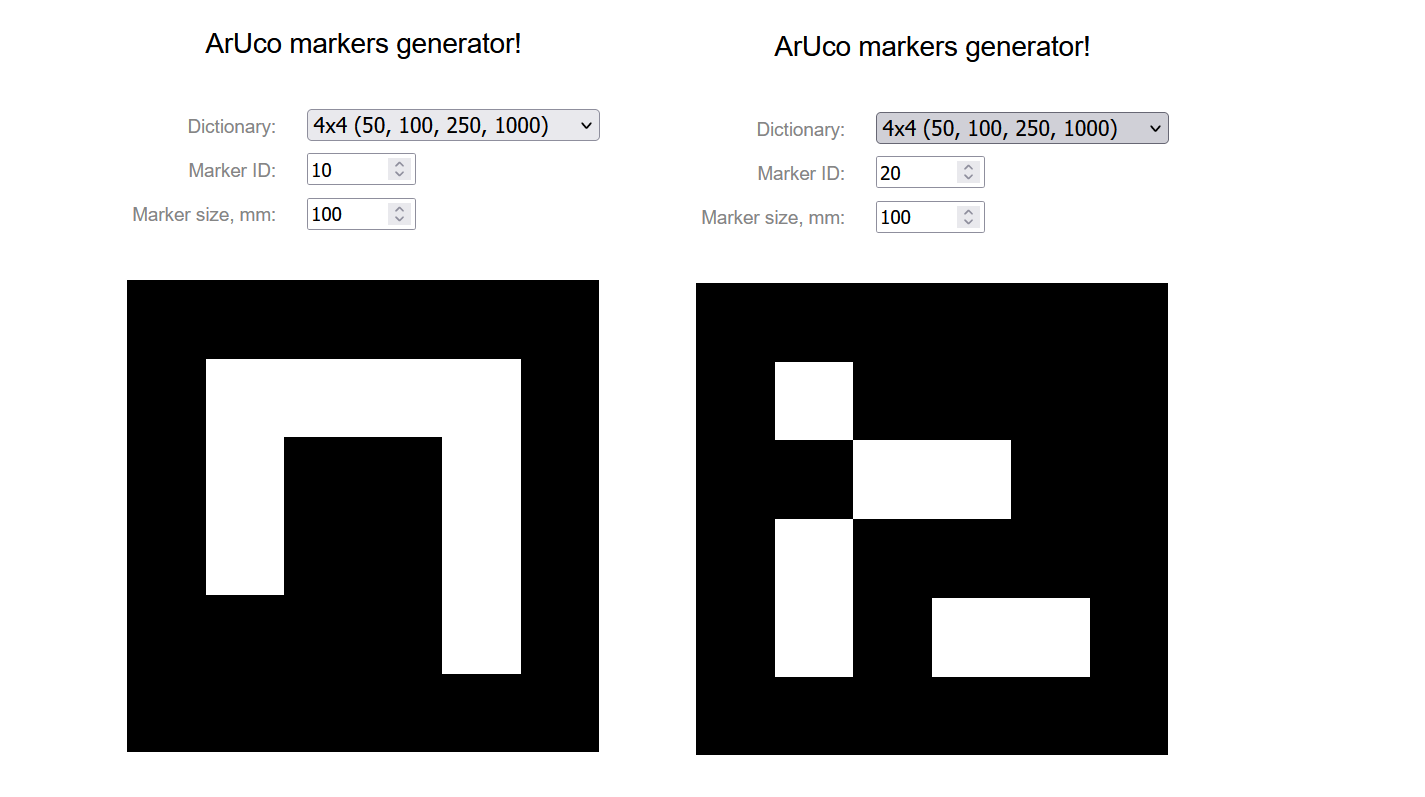 ArUco markers generator!
Dictionary: 4x4 (50, 100, 250, 1000)
Marker ID: 10
Marker size, mm: 100
ArUco markers generator!
Dictionary: 4x4 (50, 100, 250, 1000)
Marker ID: 20
Marker size, mm: 100